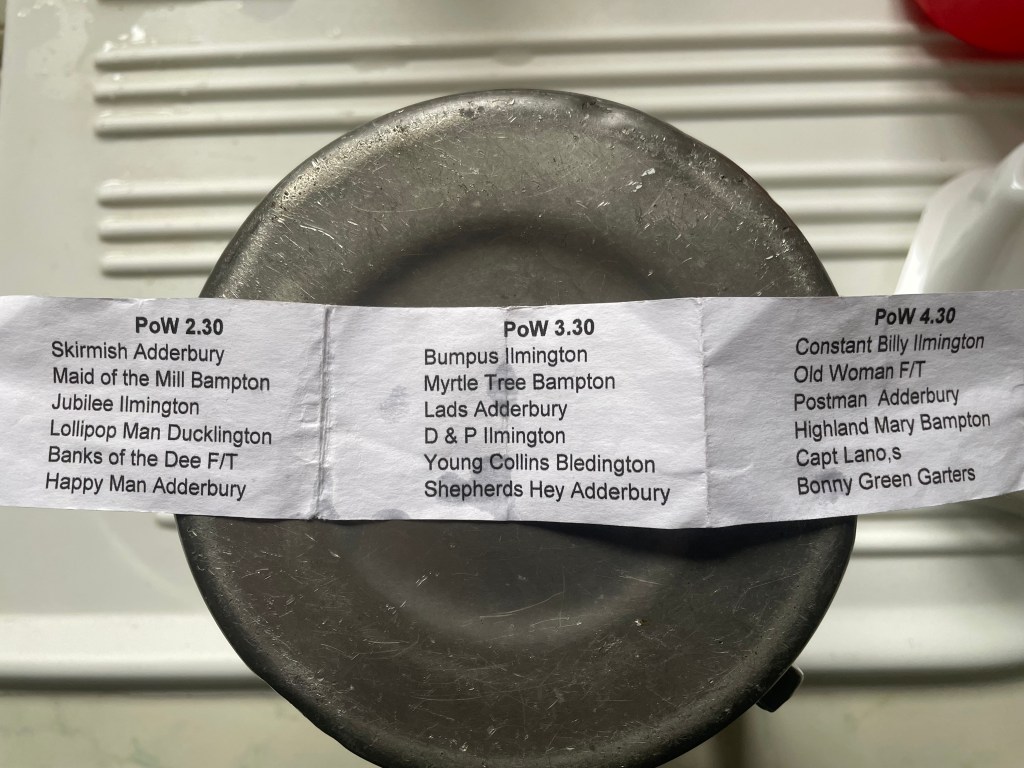 PoW 2.30
Skirmish Adderbury
Maid of the Mill Bampton
Jubilee Ilmington
Lollipop Man Ducklington
Banks of the Dee F/T
Happy Man Adderbury
PoW 3.30
Bumpus Ilmington
Myrtle Tree Bampton
Lads Adderbury
D & P Ilmington
Young Collins Bledington
Shepherds Hey Adderbury
PoW 4.30
Constant Billy Ilmington
Old Woman F/T
Postman Adderbury
Highland Mary Bampton
Capt Lano,s
Bonny Green Garters